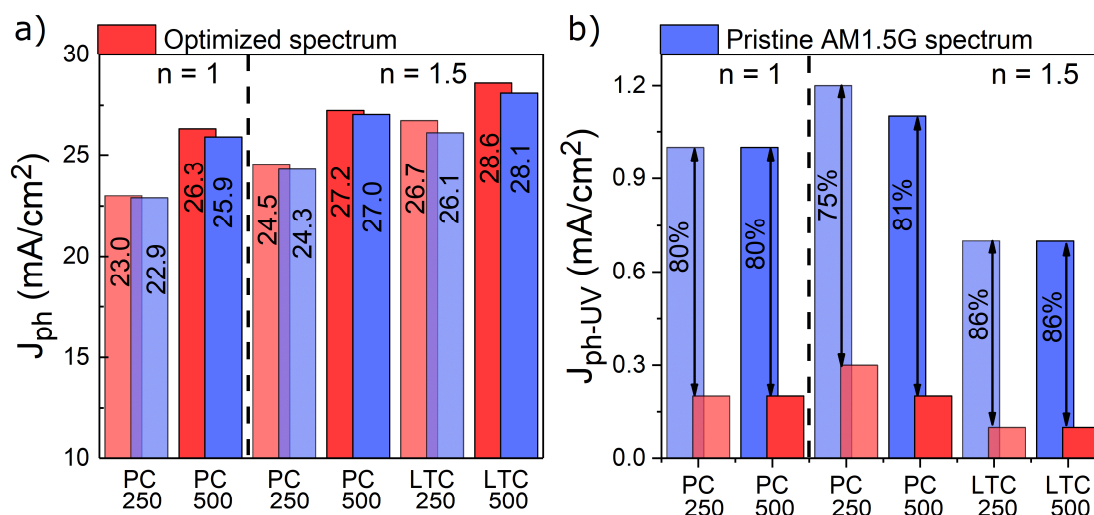 a)
Optimized spectrum
n = 1
n = 1.5
30
25
20
15
10
Jph (mA/cm2)
23.0
22.9
26.3
25.9
24.5
24.3
27.2
27.0
26.7
26.1
28.6
28.1
PC
250
PC
500
PC
250
PC
500
LTC
250
LTC
500
b)
Pristine AM1.5G spectrum
n = 1
n = 1.5
1.2
0.9
0.6
0.3
0.0
Jph-UV (mA/cm2)
80%
80%
75%
81%
86%
86%
PC
250
PC
500
PC
250
PC
500
LTC
250
LTC
500